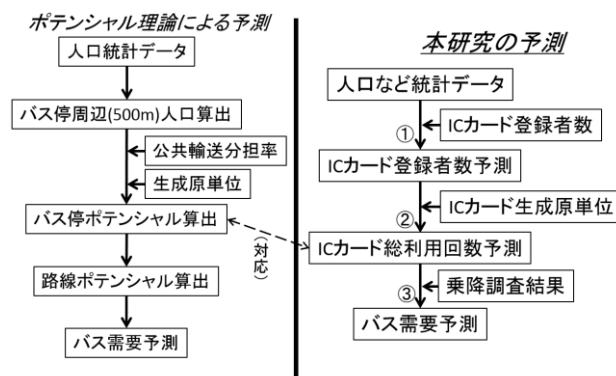 ポテンシャル理論による予測
人口統計データ
バス停周辺(500m)人口算出
公共輸送分担率
生成原単位
バス停ポテンシャル算出
路線ポテンシャル算出
バス需要予測
(対応)
本研究の予測
人口など統計データ
①
ICカード登録者数
ICカード登録者数予測
②
ICカード生成原単位
ICカード総利用回数予測
③
乗降調査結果
バス需要予測